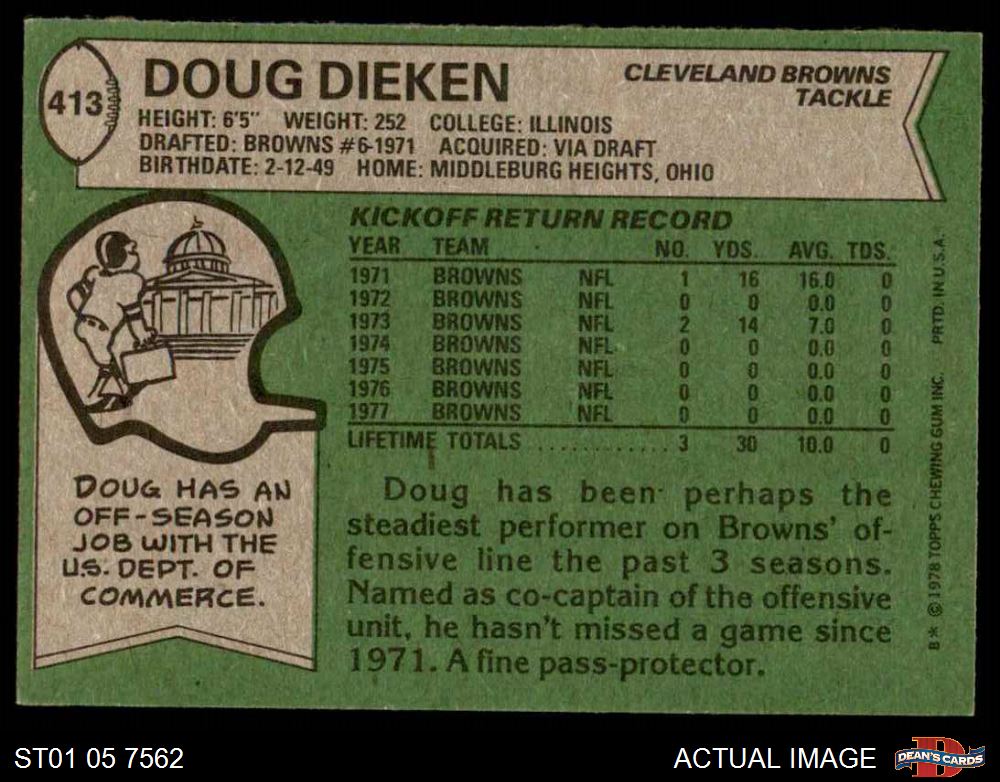 413
DOUG DIEKEN
CLEVELAND BROWNS
TACKLE
HEIGHT: 6'5" WEIGHT: 252 COLLEGE: ILLINOIS
DRAFTED: BROWNS #6-1971 ACQUIRED: VIA DRAFT
BIRTHDATE: 2-12-49 HOME: MIDDLEBURG HEIGHTS, OHIO
KICKOFF RETURN RECORD
YEAR TEAM NO. YDS. AVG. TDS.
1971 BROWNS NFL 1 16 16.0 0
1972 BROWNS NFL 0 0 0.0 0
1973 BROWNS NFL 2 14 7.0 0
1974 BROWNS NFL 0 0 0.0 0
1975 BROWNS NFL 0 0 0.0 0
1976 BROWNS NFL 0 0 0.0 0
1977 BROWNS NFL 0 0 0.0 0
LIFETIME TOTALS ............. 3 30 10.0 0
DOUG HAS AN
OFF-SEASON
JOB WITH THE
U.S. DEPT. OF
COMMERCE.
Doug has been perhaps the
steadiest performer on Browns' of-
fensive line the past 3 seasons.
Named as co-captain of the offensive
unit, he hasn't missed a game since
1971. A fine pass-protector.
B* © 1978 TOPPS CHEWING GUM INC. PRTD. IN U.S.A.
ST01 05 7562
ACTUAL IMAGE
D
DEAN'S CARDS